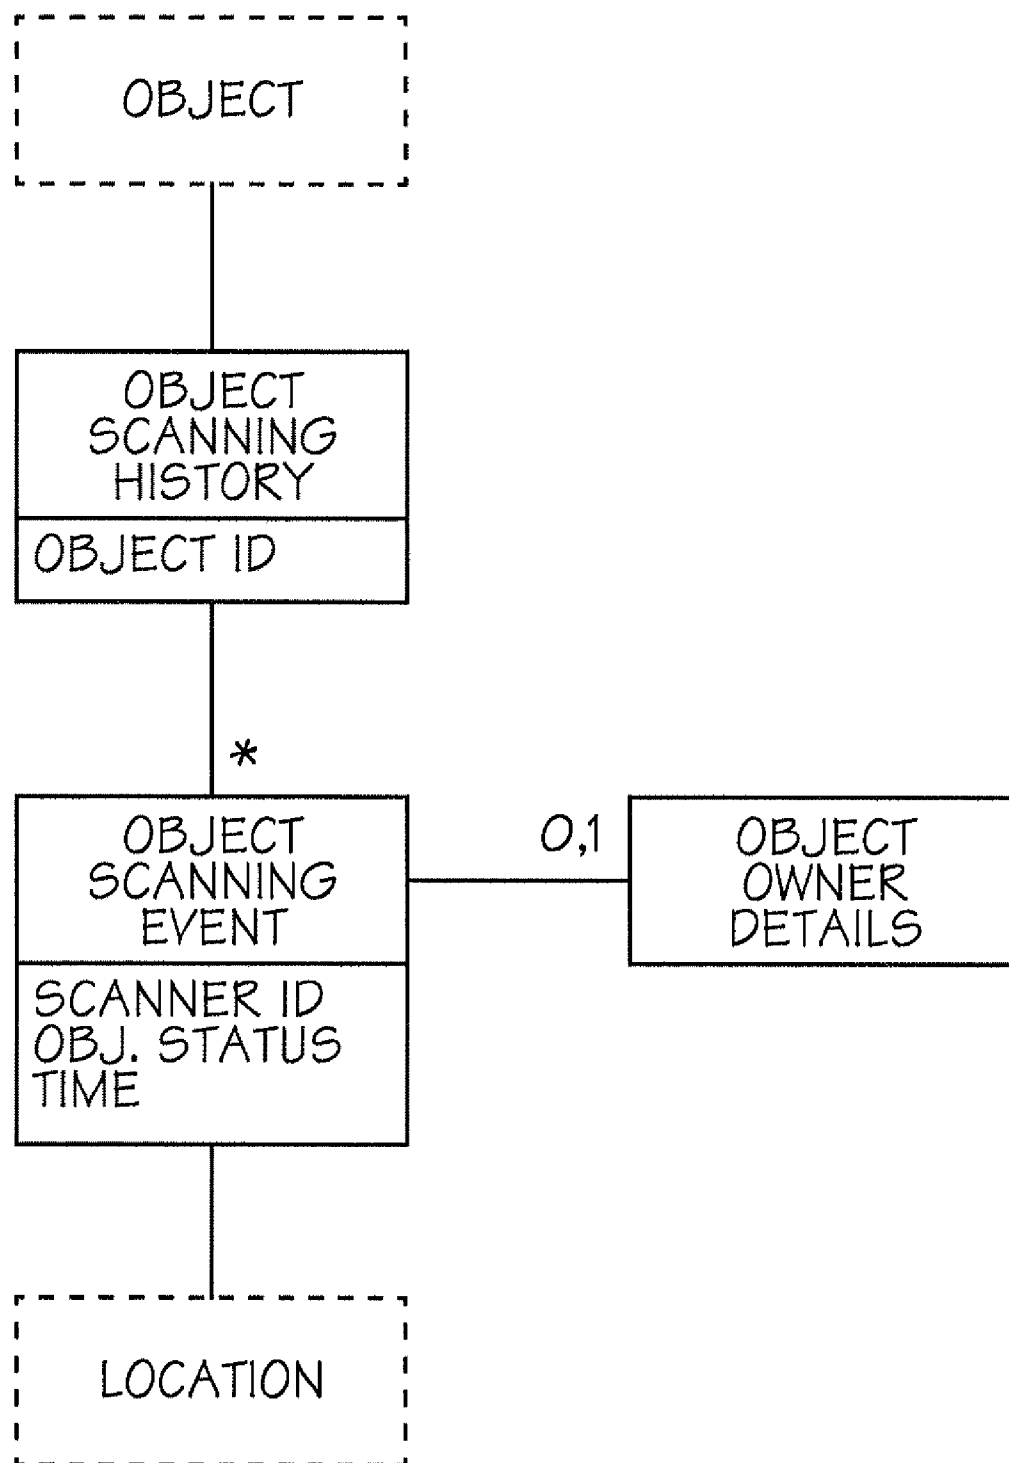 OBJECT
OBJECT
SCANNING
HISTORY
OBJECT ID
*
OBJECT
SCANNING
EVENT
0,1
OBJECT
OWNER
DETAILS
SCANNER ID
OBJ. STATUS
TIME
LOCATION